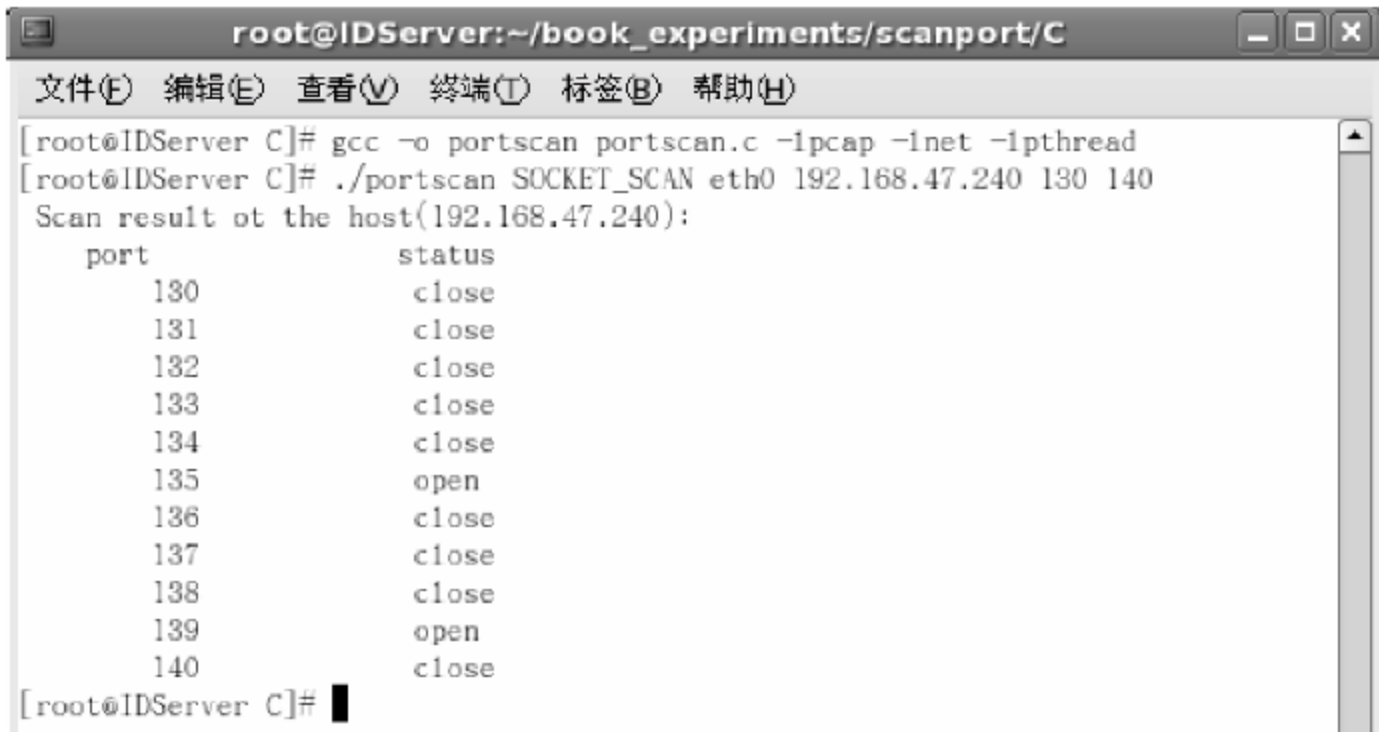 root@IDServer:~/book_experiments/scanport/C
文件(F) 编辑(E) 查看(V) 终端(T) 标签(B) 帮助(H)
[root@IDServer C]# gcc -o portscan portscan.c -lpcap -lnet -lpthread
[root@IDServer C]# ./portscan SOCKET_SCAN eth0 192.168.47.240 130 140
Scan result ot the host(192.168.47.240):
port status
130 close
131 close
132 close
133 close
134 close
135 open
136 close
137 close
138 close
139 open
140 close
[root@IDServer C]#